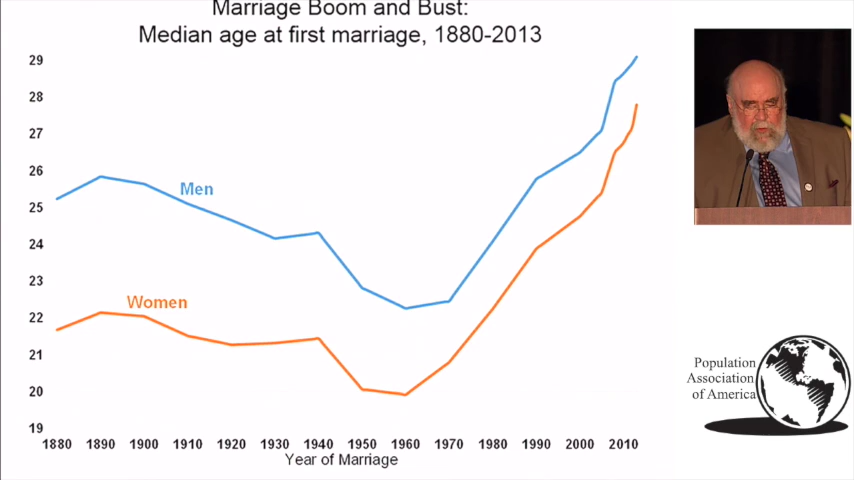 Marriage Boom and Bust:
Median age at first marriage, 1880-2013
29
28
27
26
25
24
23
22
21
20
19
Men
Women
1880 1890 1900 1910 1920 1930 1940 1950 1960 1970 1980 1990 2000 2010
Year of Marriage
Population
Association
of America